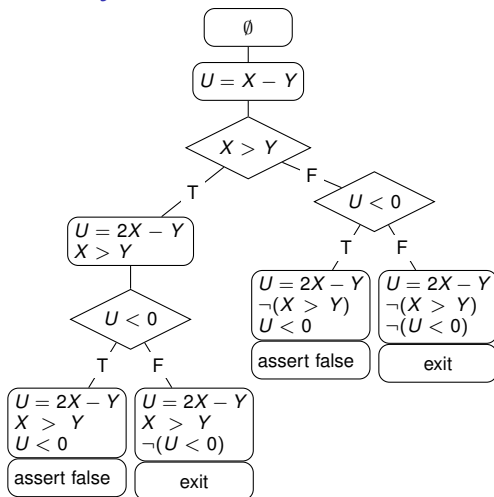 ∅
U = X − Y
X > Y
T
F
U < 0
U = 2X − Y
X > Y
T
F
U < 0
U = 2X − Y
¬(X > Y)
U < 0
assert false
U = 2X − Y
¬(X > Y)
¬(U < 0)
exit
T
F
U = 2X − Y
X > Y
U < 0
assert false
U = 2X − Y
X > Y
¬(U < 0)
exit